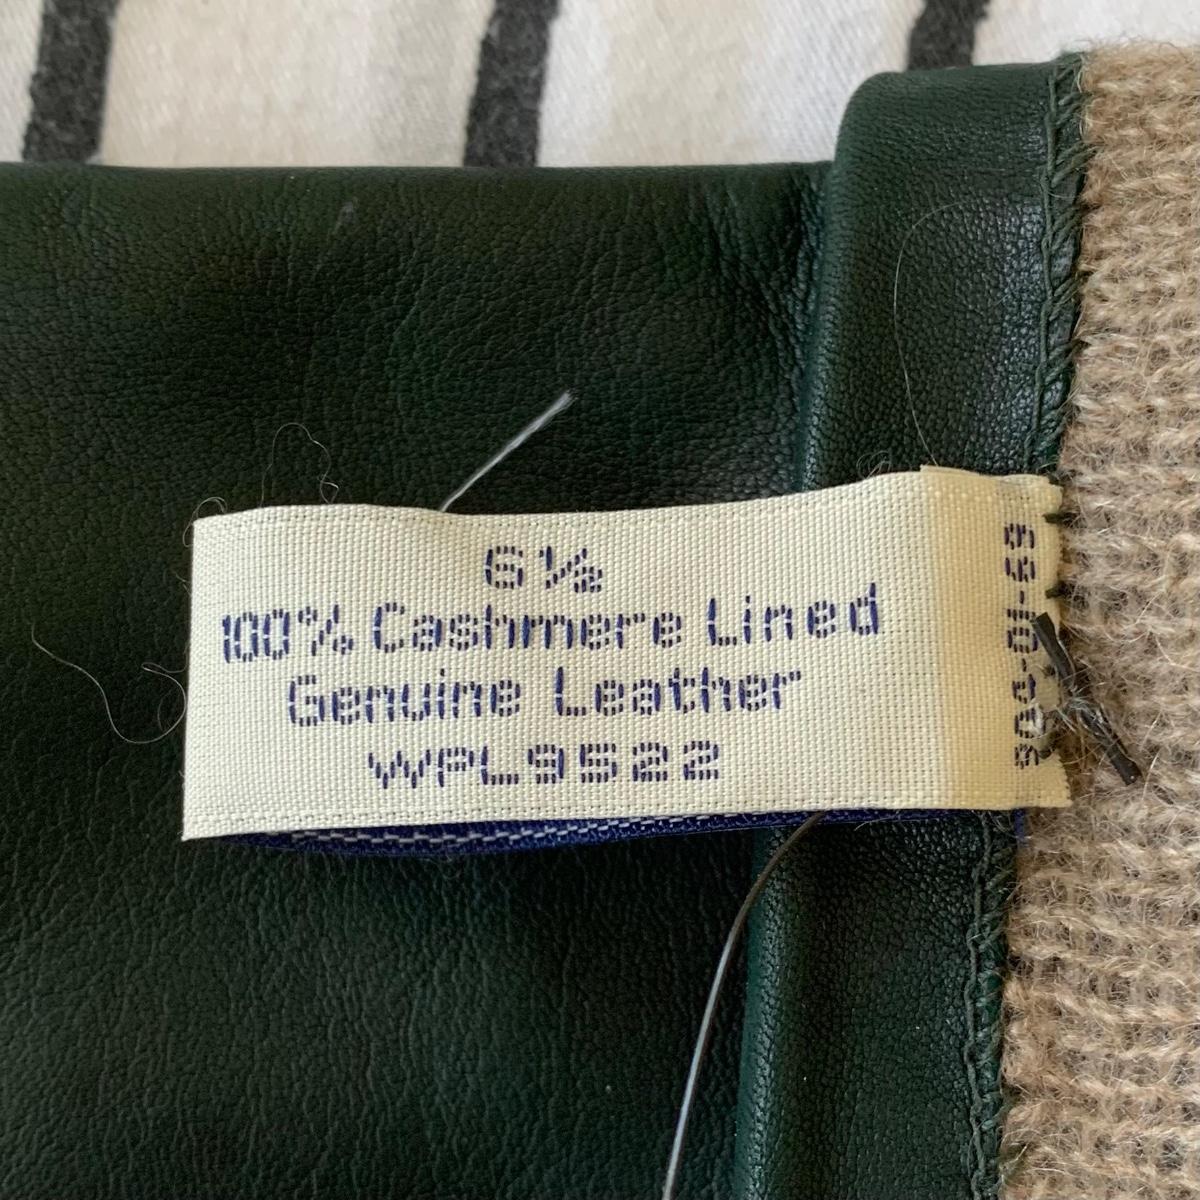 6½
100% Cashmere Lined
Genuine Leather
WPL9522